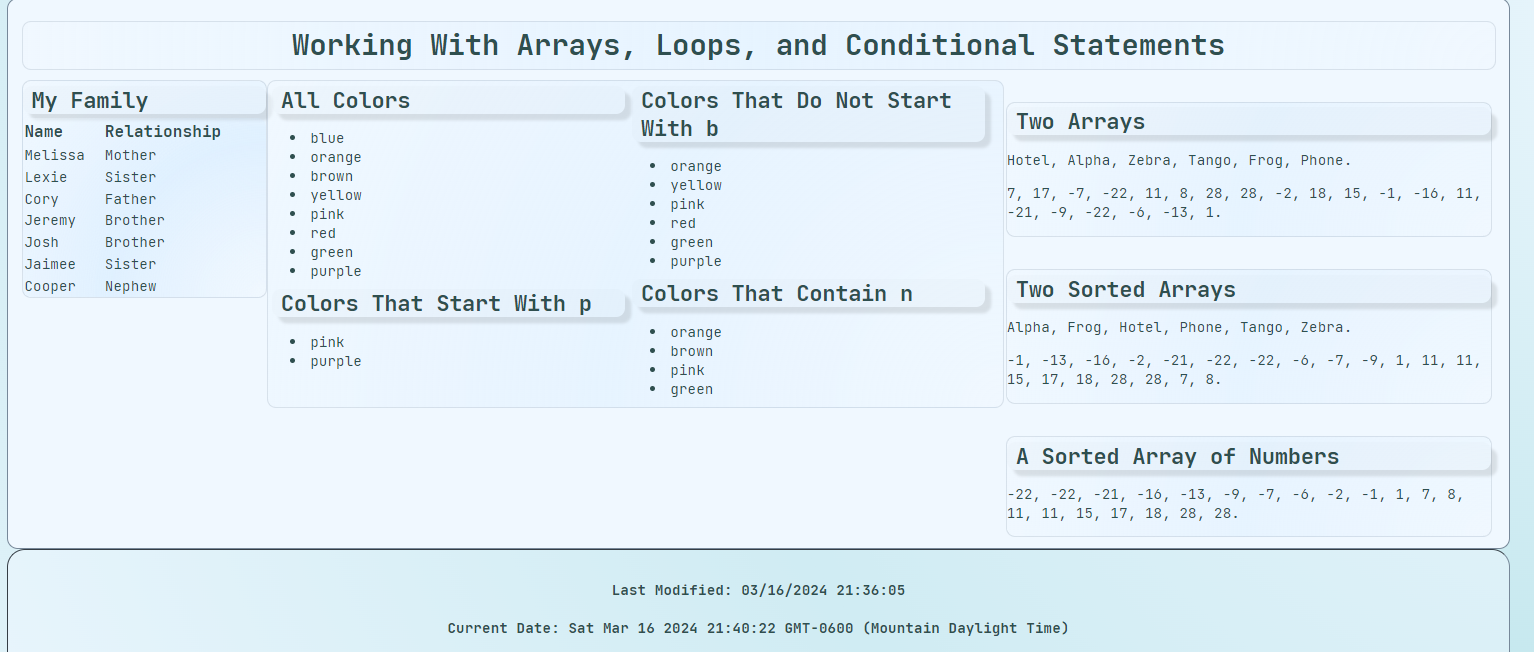 Working With Arrays, Loops, and Conditional Statements
My Family
Name Relationship
Melissa Mother
Lexie Sister
Cory Father
Jeremy Brother
Josh Brother
Jaimee Sister
Cooper Nephew
All Colors
blue
orange
brown
yellow
pink
red
green
purple
Colors That Start With p
pink
purple
Colors That Do Not Start
With b
orange
yellow
pink
red
green
purple
Colors That Contain n
orange
brown
pink
green
Two Arrays
Hotel, Alpha, Zebra, Tango, Frog, Phone.
7, 17, -7, -22, 11, 8, 28, 28, -2, 18, 15, -1, -16, 11,
-21, -9, -22, -6, -13, 1.
Two Sorted Arrays
Alpha, Frog, Hotel, Phone, Tango, Zebra.
-1, -13, -16, -2, -21, -22, -22, -6, -7, -9, 1, 11, 11,
15, 17, 18, 28, 28, 7, 8.
A Sorted Array of Numbers
-22, -22, -21, -16, -13, -9, -7, -6, -2, -1, 1, 7, 8,
11, 11, 15, 17, 18, 28, 28.
Last Modified: 03/16/2024 21:36:05
Current Date: Sat Mar 16 2024 21:40:22 GMT-0600 (Mountain Daylight Time)